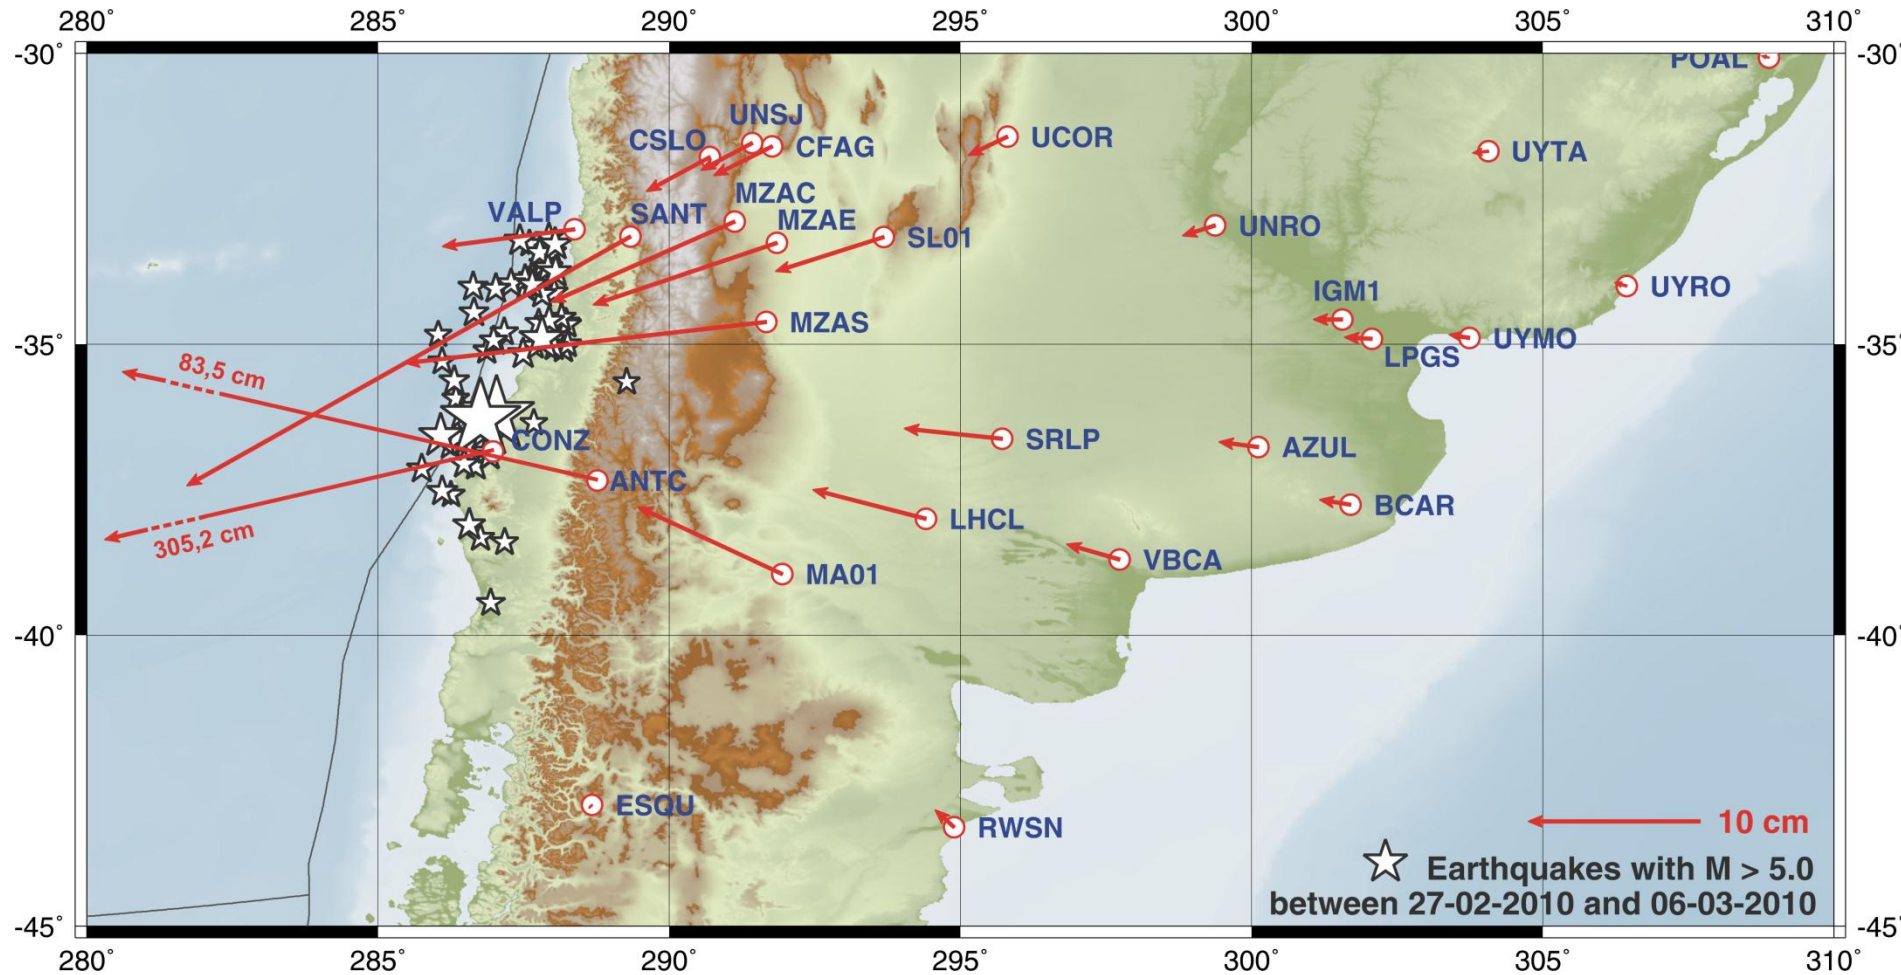 280° 285° 290° 295° 300° 305° 310°
-30° -30°
POAL
UNSJ
CSLO CFAG UCOR
UYTA
MZAC
VALP SANT MZAE
SL01 UNRO
IGM1 UYRO
MZAS UYMO
-35° -35°
LPGS
83,5 cm
CONZ SRLP AZUL
ANTC
BCAR
LHCL
305,2 cm
VBCA
MA01
-40° -40°
ESQU
RWSN 10 cm
Earthquakes with M > 5.0
between 27-02-2010 and 06-03-2010
-45° -45°
280° 285° 290° 295° 300° 305° 310°